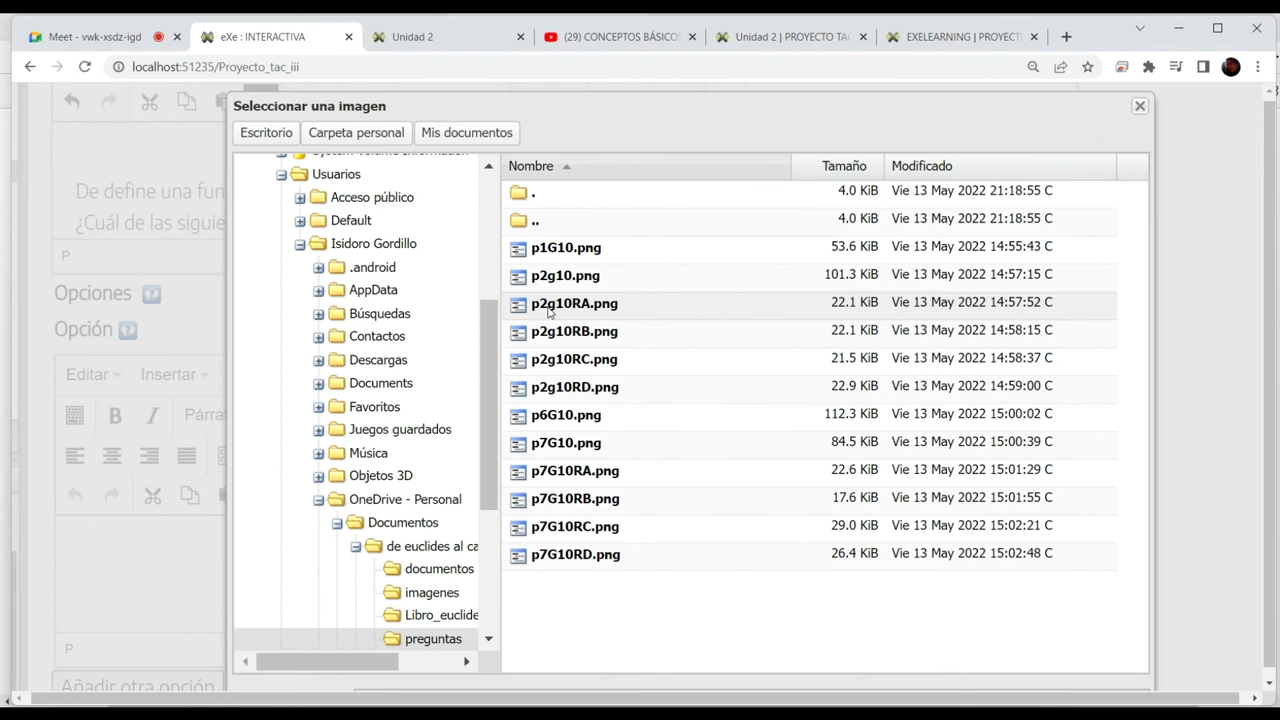 Meet - vwk-xsdz-igd
eXe : INTERACTIVA
Unidad 2
(29) CONCEPTOS BÁSICOS
Unidad 2 | PROYECTO TAC
EXELEARNING | PROYECT
localhost:51235/Proyecto_tac_iii
Seleccionar una imagen
Escritorio
Carpeta personal
Mis documentos
Nombre
Tamaño
Modificado
Usuarios
Acceso público
Default
Isidoro Gordillo
.android
AppData
Búsquedas
Contactos
Descargas
Documents
Favoritos
Juegos guardados
Música
Objetos 3D
OneDrive - Personal
Documentos
de euclides al ca
documentos
imagenes
Libro_euclide
preguntas
. 4.0 KiB Vie 13 May 2022 21:18:55 C
.. 4.0 KiB Vie 13 May 2022 21:18:55 C
p1G10.png 53.6 KiB Vie 13 May 2022 14:55:43 C
p2g10.png 101.3 KiB Vie 13 May 2022 14:57:15 C
p2g10RA.png 22.1 KiB Vie 13 May 2022 14:57:52 C
p2g10RB.png 22.1 KiB Vie 13 May 2022 14:58:15 C
p2g10RC.png 21.5 KiB Vie 13 May 2022 14:58:37 C
p2g10RD.png 22.9 KiB Vie 13 May 2022 14:59:00 C
p6G10.png 112.3 KiB Vie 13 May 2022 15:00:02 C
p7G10.png 84.5 KiB Vie 13 May 2022 15:00:39 C
p7G10RA.png 22.6 KiB Vie 13 May 2022 15:01:29 C
p7G10RB.png 17.6 KiB Vie 13 May 2022 15:01:55 C
p7G10RC.png 29.0 KiB Vie 13 May 2022 15:02:21 C
p7G10RD.png 26.4 KiB Vie 13 May 2022 15:02:48 C
De define una fun
¿Cuál de las siguie
P
Opciones
Opción
Editar
Insertar
B I Párra
P
Añadir otra opción